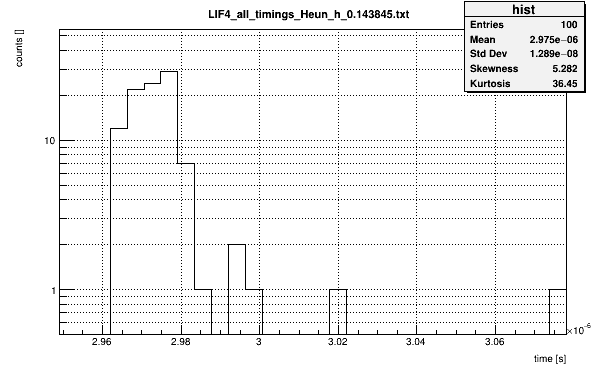 LIF4_all_timings_Heun_h_0.143845.txt
hist
Entries 100
Mean 2.975e−06
Std Dev 1.289e−08
Skewness 5.282
Kurtosis 36.45
counts []
10
1
2.96 2.98 3 3.02 3.04 3.06
×10⁻⁶
time [s]